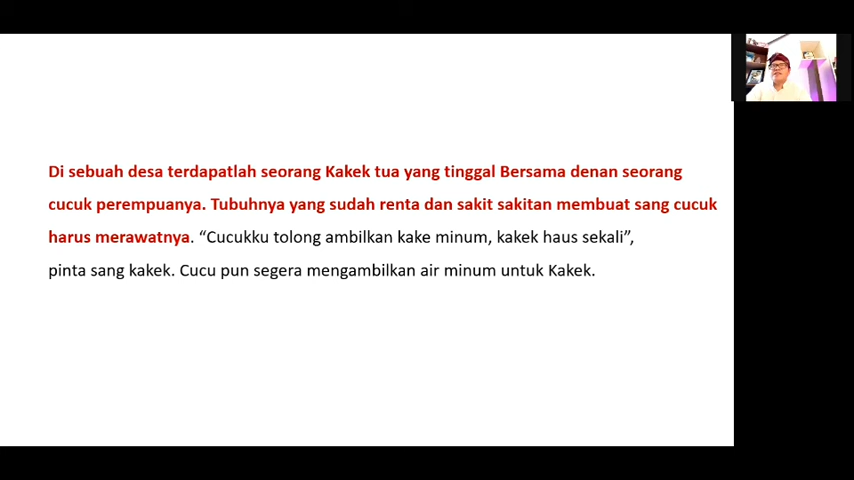 Di sebuah desa terdapatlah seorang Kakek tua yang tinggal Bersama denan seorang
cucuk perempuanya. Tubuhnya yang sudah renta dan sakit sakitan membuat sang cucuk
harus merawatnya. “Cucukku tolong ambilkan kake minum, kakek haus sekali”,
pinta sang kakek. Cucu pun segera mengambilkan air minum untuk Kakek.